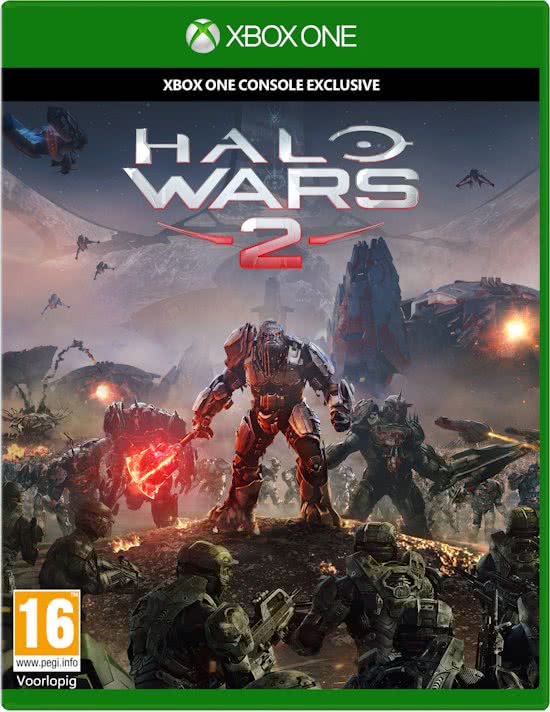 XBOX ONE
XBOX ONE CONSOLE EXCLUSIVE
HALO
WARS
2
16
www.pegi.info
Voorlopig